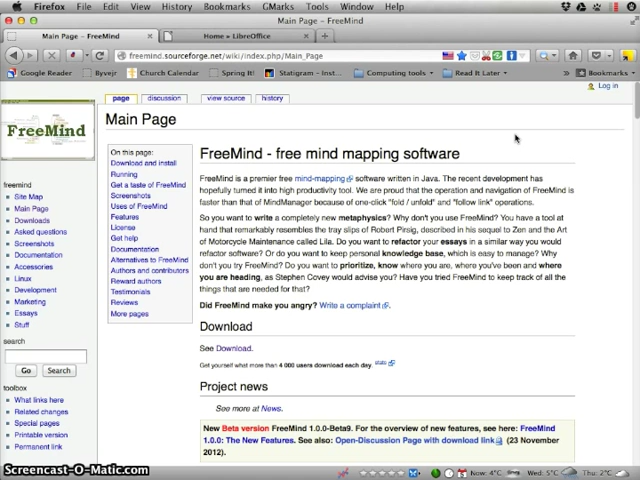 Firefox File Edit View History Bookmarks GMarks Window Help
Main Page – FreeMind
Main Page – FreeMind
Home » LibreOffice
freemind.sourceforge.net/wiki/index.php/Main_Page
Google Reader Byvejr Church Calendar Spring It! Statigram – Inst... Computing tools Read It Later Bookmarks
Log in
page discussion view source history
FreeMind
Main Page
freemind
Site Map
Main Page
Downloads
Asked questions
Screenshots
Documentation
Accessories
Linux
Development
Marketing
Essays
Stuff
search
Go Search
toolbox
What links here
Related changes
Special pages
Printable version
Permanent link
On this page:
Download and install
Running
Get a taste of FreeMind
Screenshots
Uses of FreeMind
Features
License
Get help
Documentation
Alternatives to FreeMind
Authors and contributors
Reward authors
Testimonials
Reviews
More pages
FreeMind - free mind mapping software
FreeMind is a premier free mind-mapping software written in Java. The recent development has
hopefully turned it into high productivity tool. We are proud that the operation and navigation of FreeMind is
faster than that of MindManager because of one-click "fold / unfold" and "follow link" operations.
So you want to write a completely new metaphysics? Why don't you use FreeMind? You have a tool at
hand that remarkably resembles the tray slips of Robert Pirsig, described in his sequel to Zen and the Art
of Motorcycle Maintenance called Lila. Do you want to refactor your essays in a similar way you would
refactor software? Or do you want to keep personal knowledge base, which is easy to manage? Why
don't you try FreeMind? Do you want to prioritize, know where you are, where you've been and where
you are heading, as Stephen Covey would advise you? Have you tried FreeMind to keep track of all the
things that are needed for that?
Did FreeMind make you angry? Write a complaint.
Download
See Download.
Get yourself what more than 4 000 users download each day.
Project news
See more at News.
New Beta version FreeMind 1.0.0-Beta9. For the overview of new features, see here: FreeMind
1.0.0: The New Features. See also: Open-Discussion Page with download link (23 November
2012).
Screencast-O-Matic.com
Now: 4°C Wed: 5°C Thu: 2°C